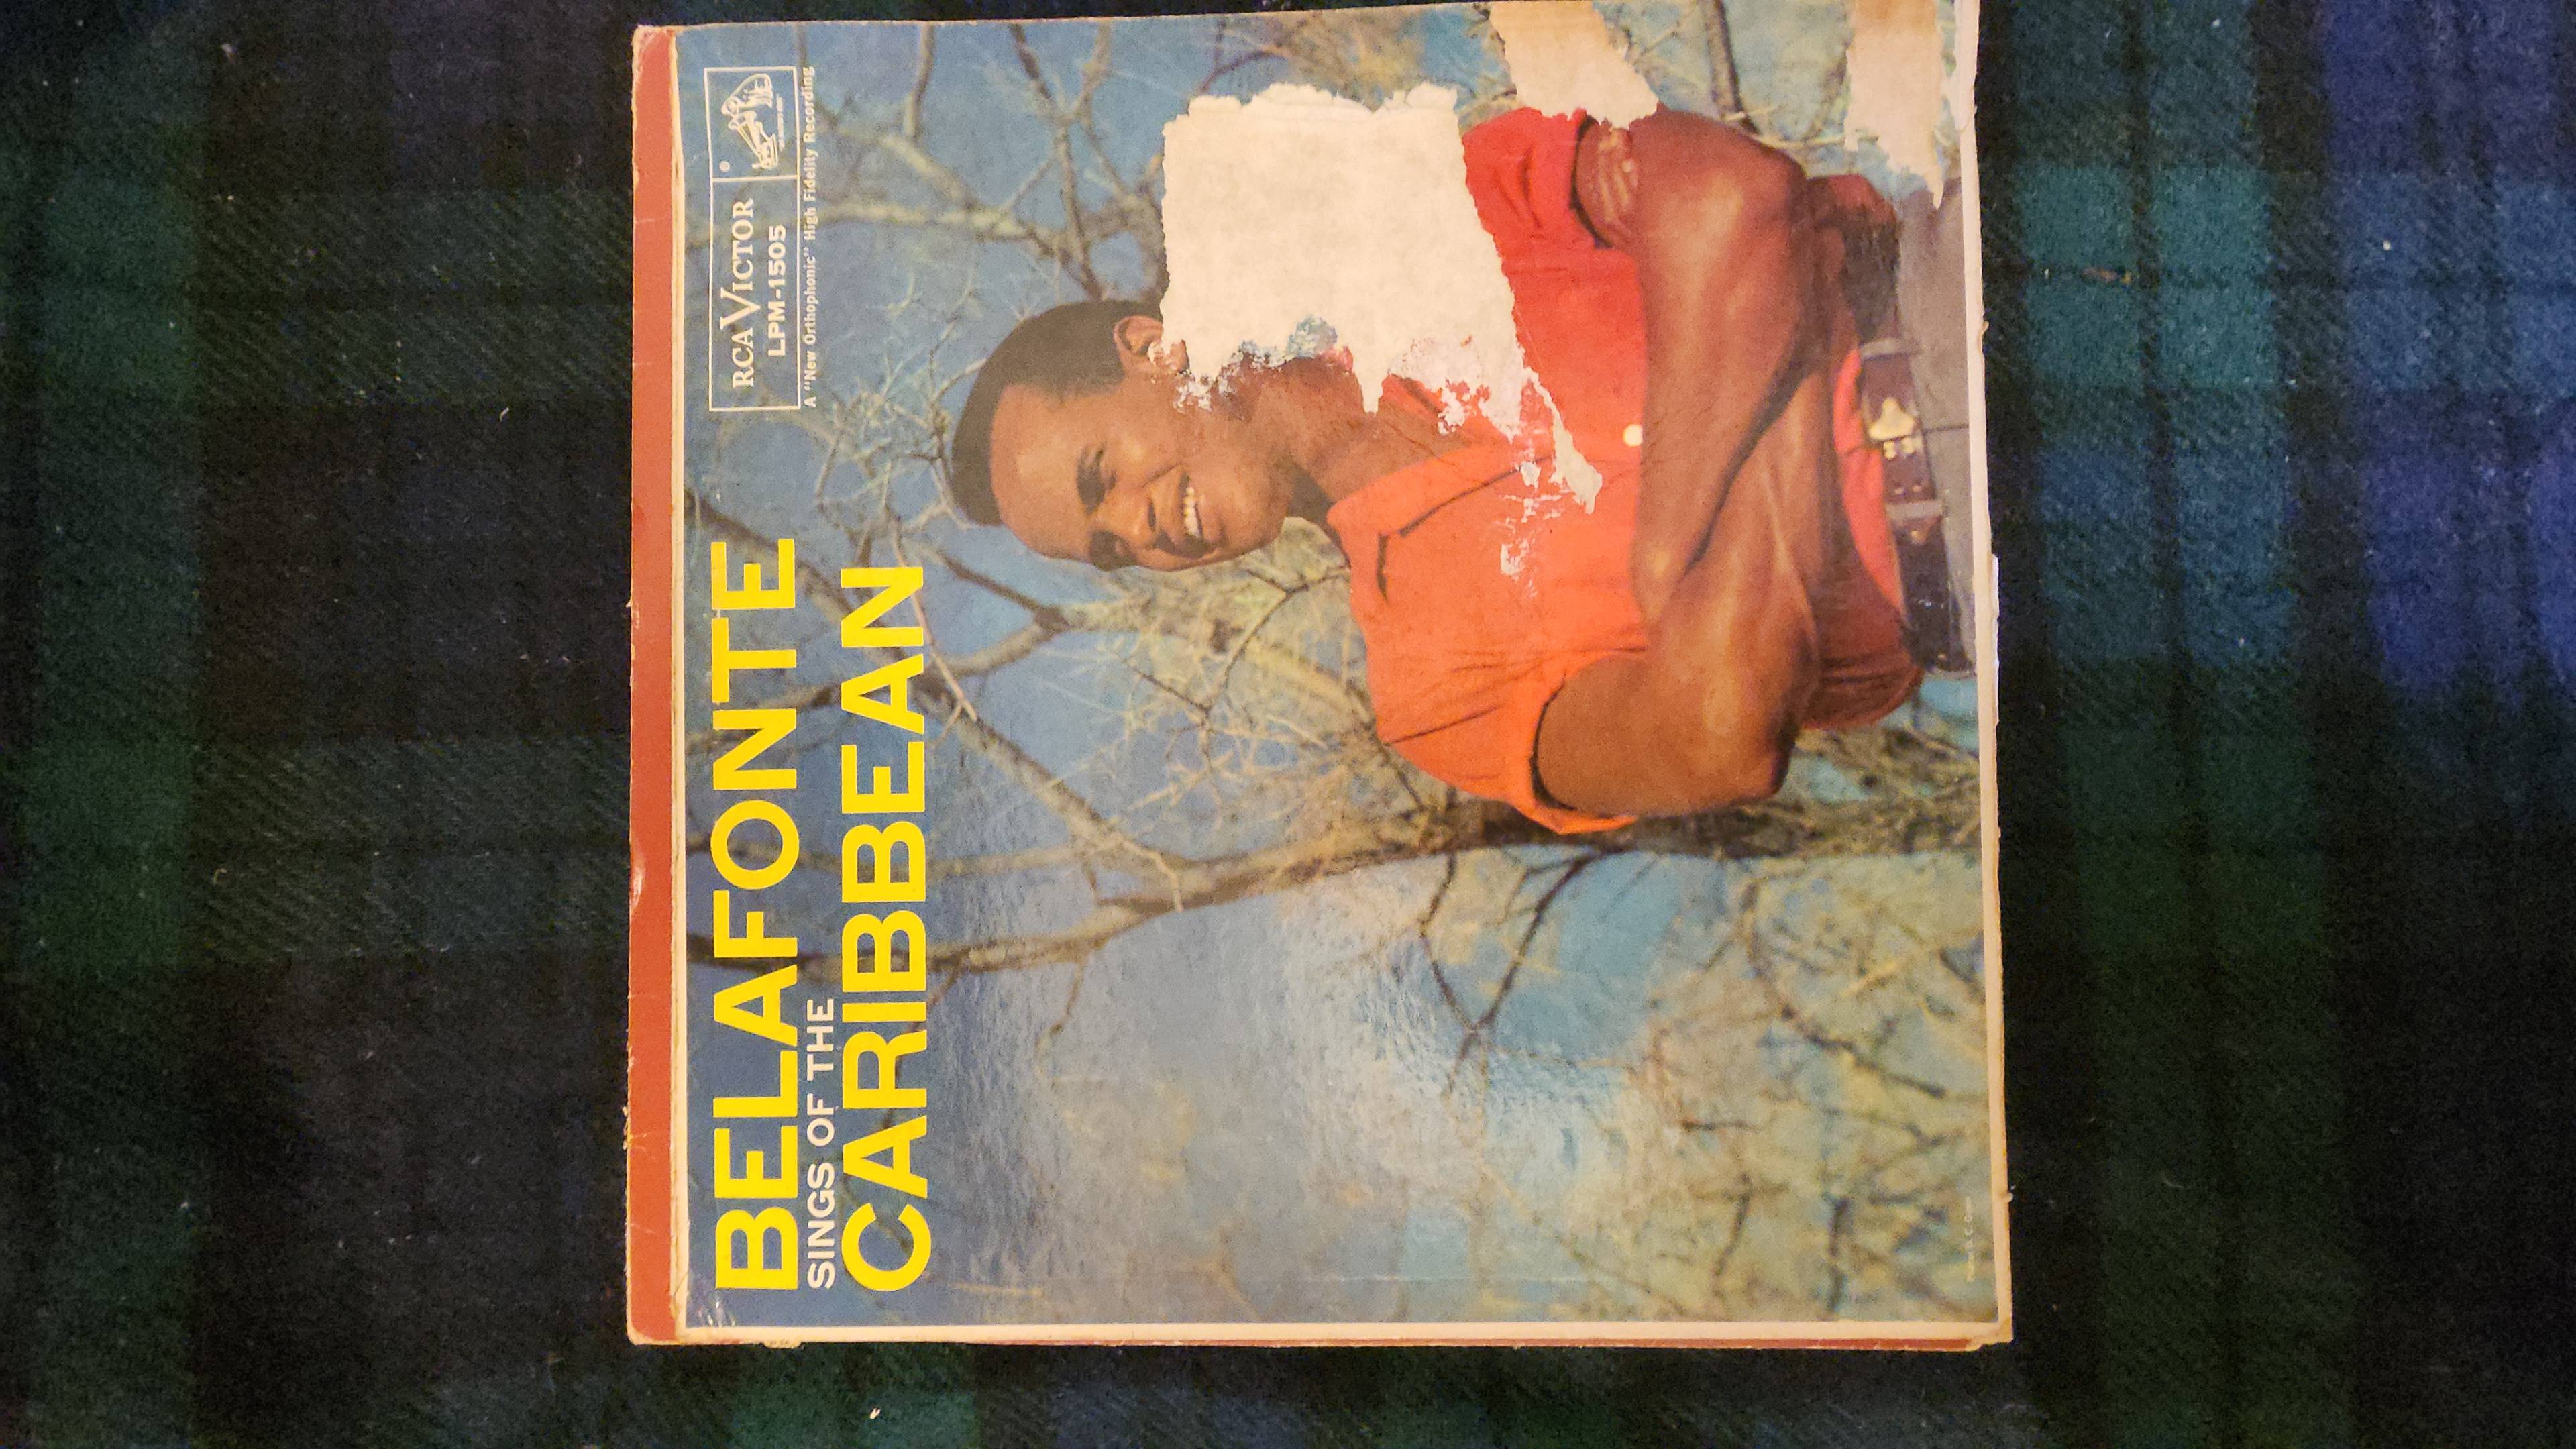 BELAFONTE
SINGS OF THE
CARIBBEAN
RCA VICTOR ®
LPM-1505
A "New Orthophonic" High Fidelity Recording